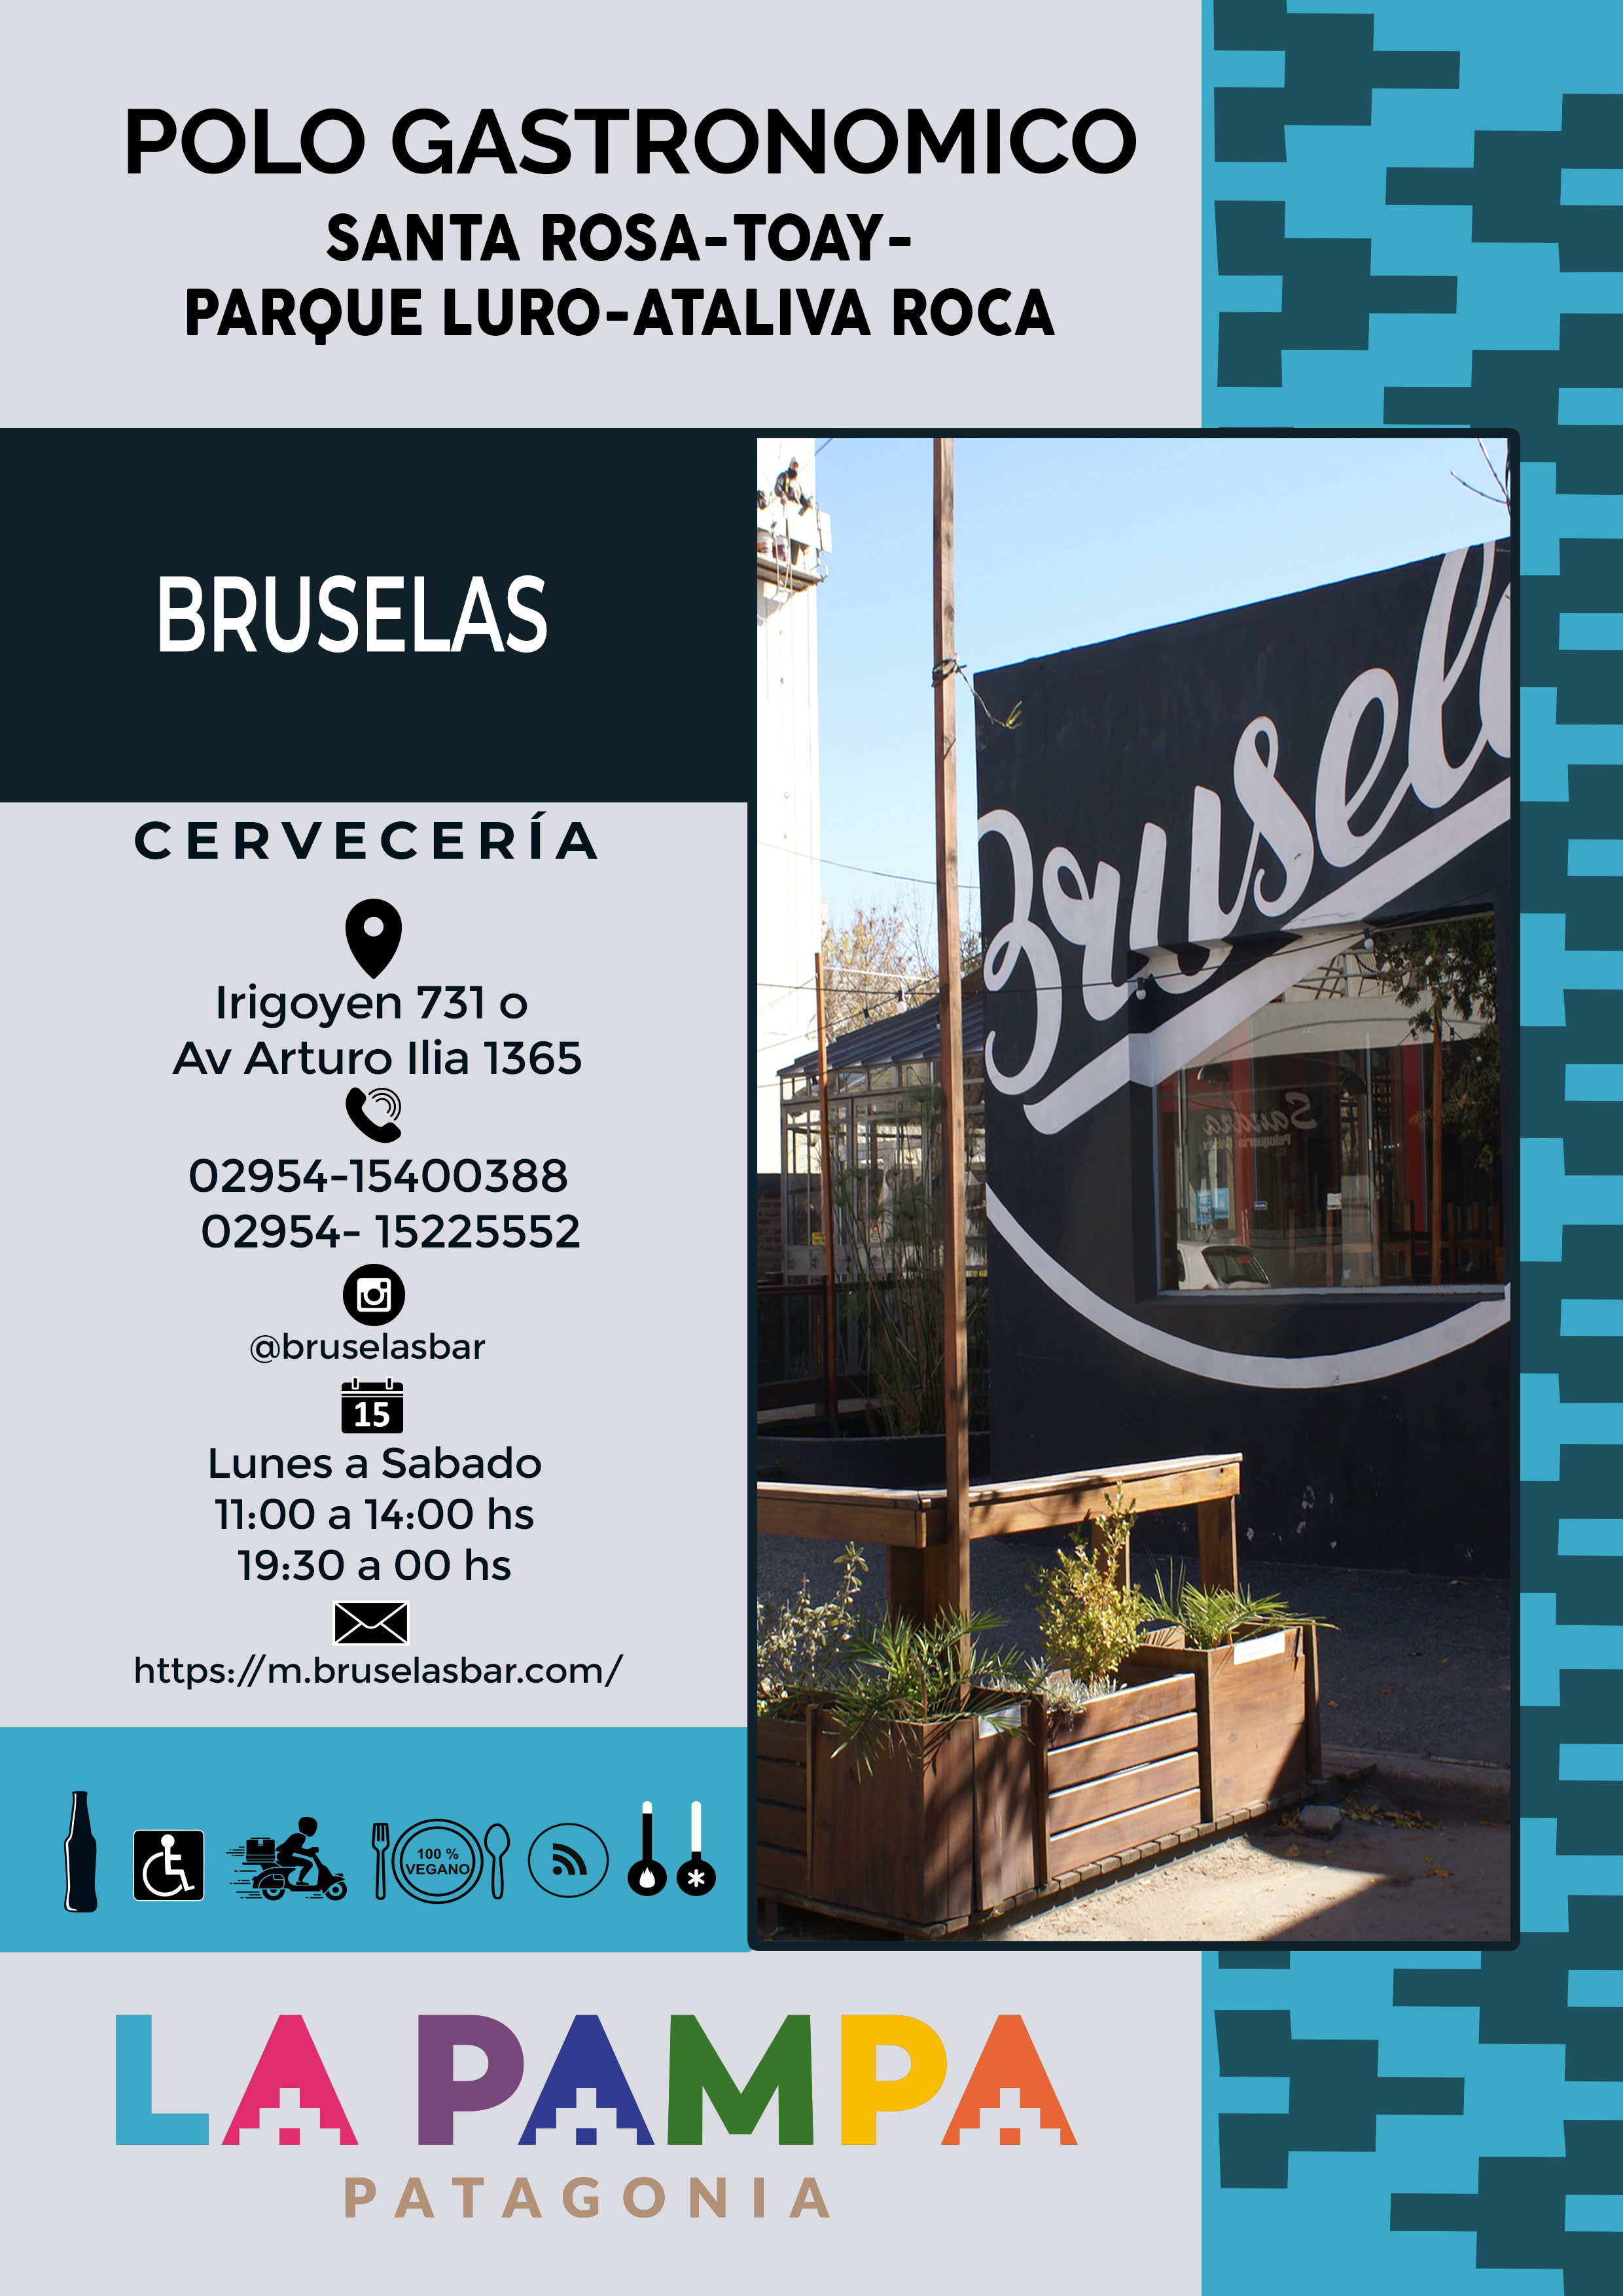 POLO GASTRONOMICO
SANTA ROSA-TOAY-
PARQUE LURO-ATALIVA ROCA
BRUSELAS
CERVECERÍA
Irigoyen 731 o
Av Arturo Ilia 1365
02954-15400388
02954- 15225552
@bruselasbar
15
Lunes a Sabado
11:00 a 14:00 hs
19:30 a 00 hs
https://m.bruselasbar.com/
100 %
VEGANO
Brusel
Sandra
Peluquería
LA PAMPA
PATAGONIA